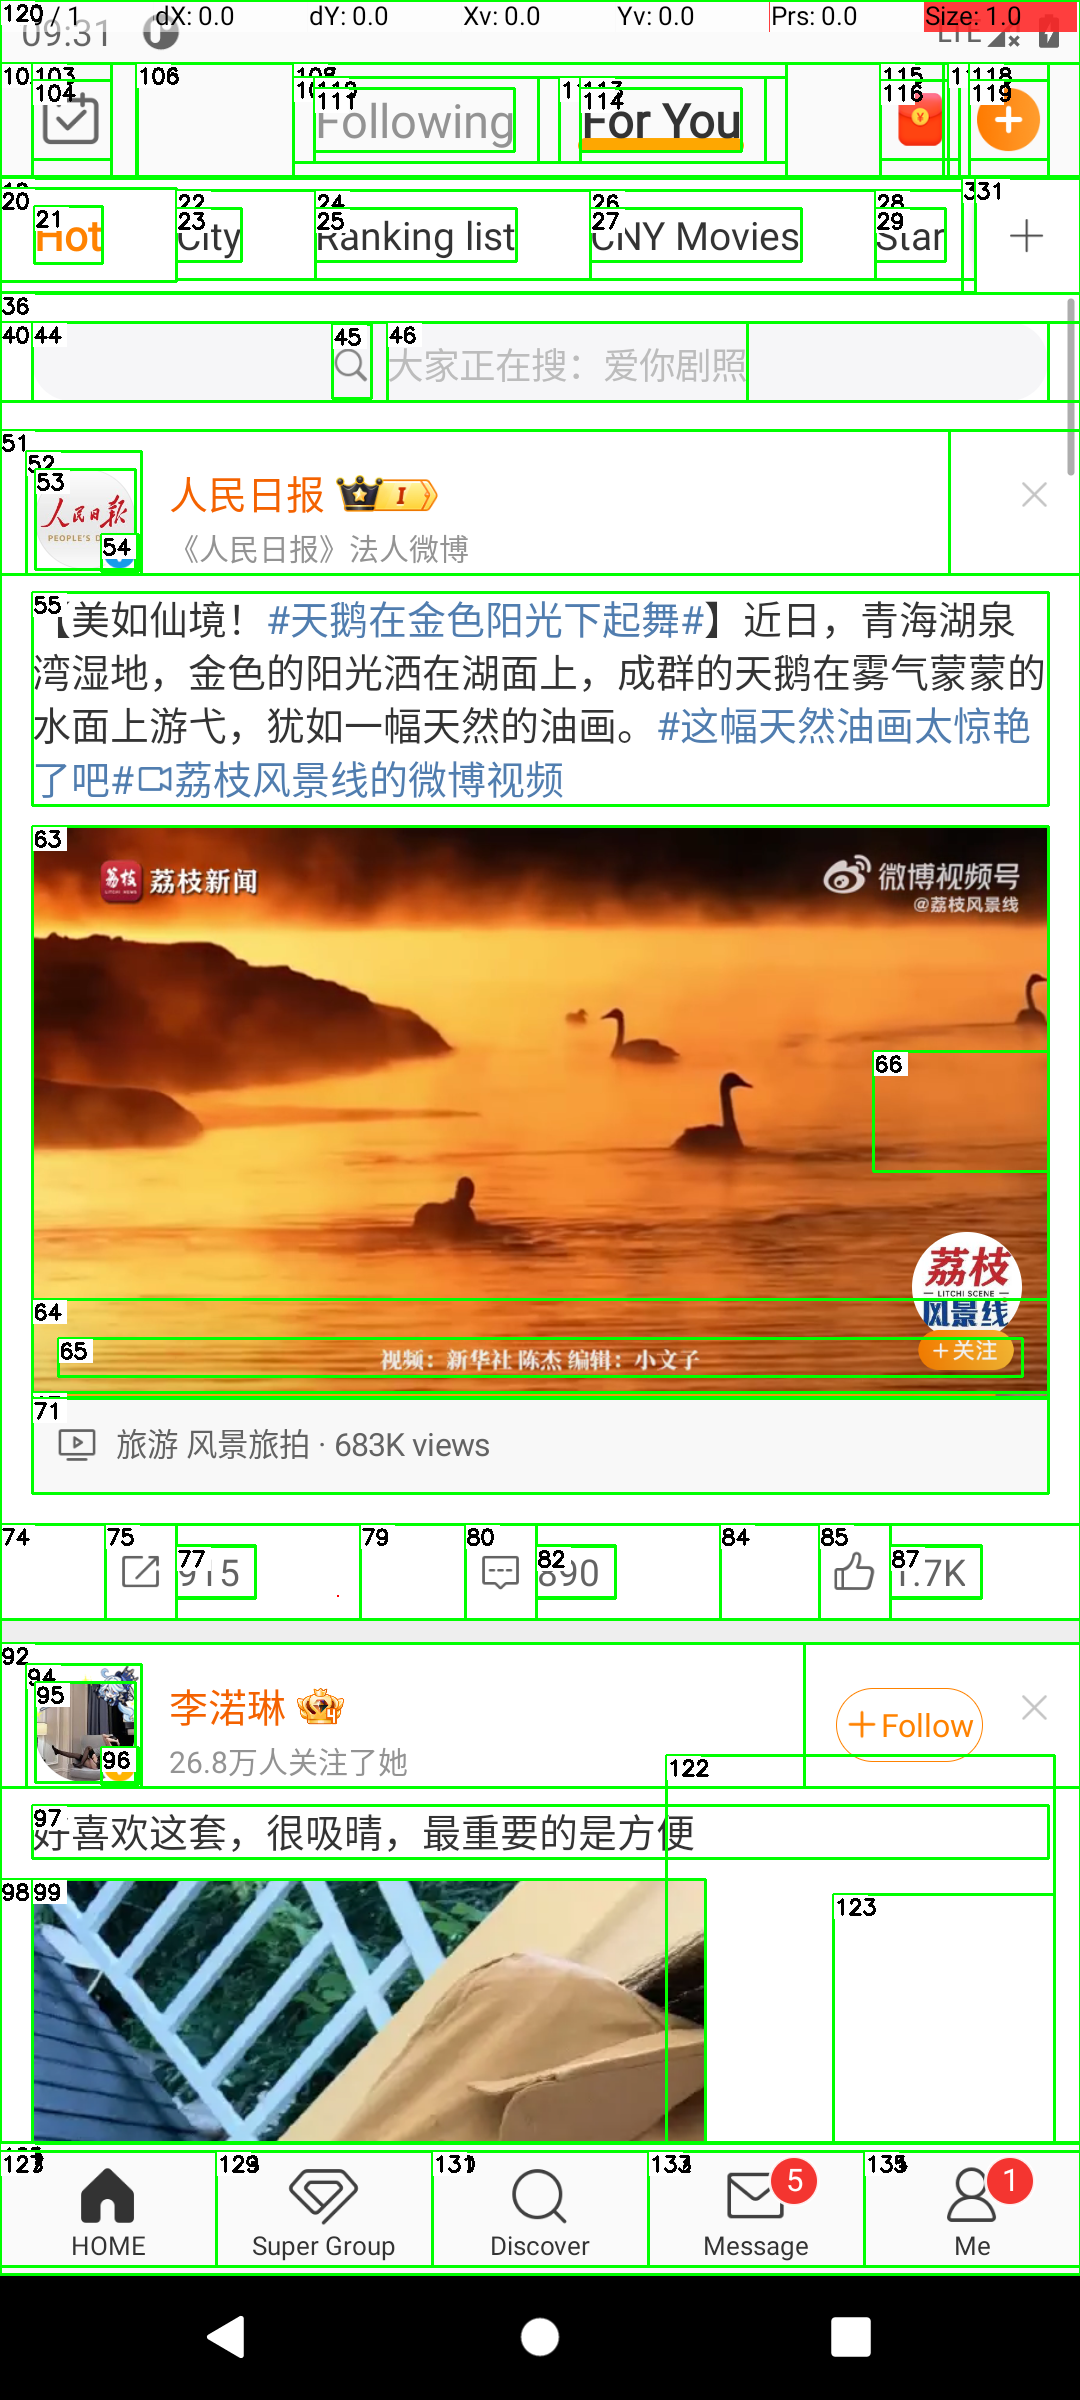 120 / 1 dX: 0.0 dY: 0.0 Xv: 0.0 Yv: 0.0 Prs: 0.0 Size: 1.0
09:31 LTE
103 106 115 118
104 111 Following 114 For You 116 119
20 22 24 26 28 331
21 Hot 23 City 25 Ranking list 27 CNY Movies 29 Star
36
40 44 45 46 大家正在搜：爱你剧照
51
52
53 人民日报 I
人民日报
PEOPLE'S D
54 《人民日报》法人微博
55 【美如仙境！#天鹅在金色阳光下起舞#】近日，青海湖泉
湾湿地，金色的阳光洒在湖面上，成群的天鹅在雾气蒙蒙的
水面上游弋，犹如一幅天然的油画。#这幅天然油画太惊艳
了吧#荔枝风景线的微博视频
63
荔枝 LITCHI NEWS 荔枝新闻 微博视频号
@荔枝风景线
66
荔枝
LITCHI SCENE
64 风景线
65 视频：新华社 陈杰 编辑：小文子 +关注
71
旅游 风景旅拍 · 683K views
74 75 79 80 84 85
77 915 82 890 87 1.7K
92
94
95 李渃琳
+Follow
96 26.8万人关注了她
122
97 好喜欢这套，很吸晴，最重要的是方便
98 99 123
127 129 131 133 135
5 1
HOME Super Group Discover Message Me